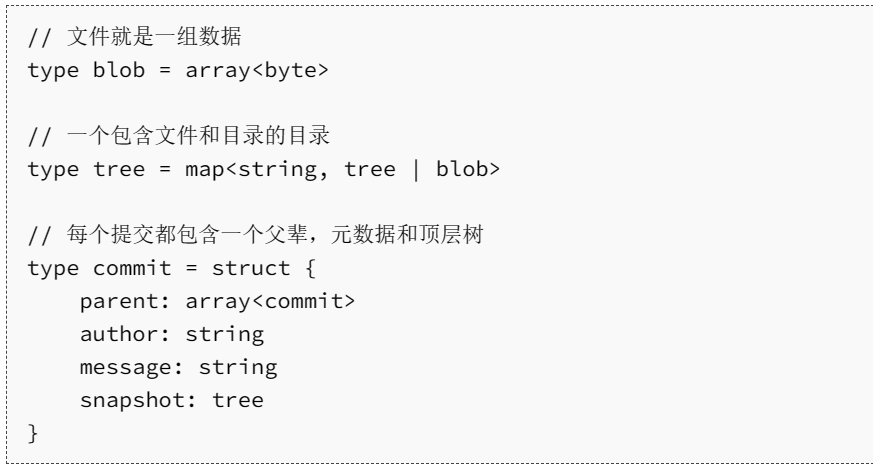 // 文件就是一组数据
type blob = array<byte>

// 一个包含文件和目录的目录
type tree = map<string, tree | blob>

// 每个提交都包含一个父辈，元数据和顶层树
type commit = struct {
    parent: array<commit>
    author: string
    message: string
    snapshot: tree
}